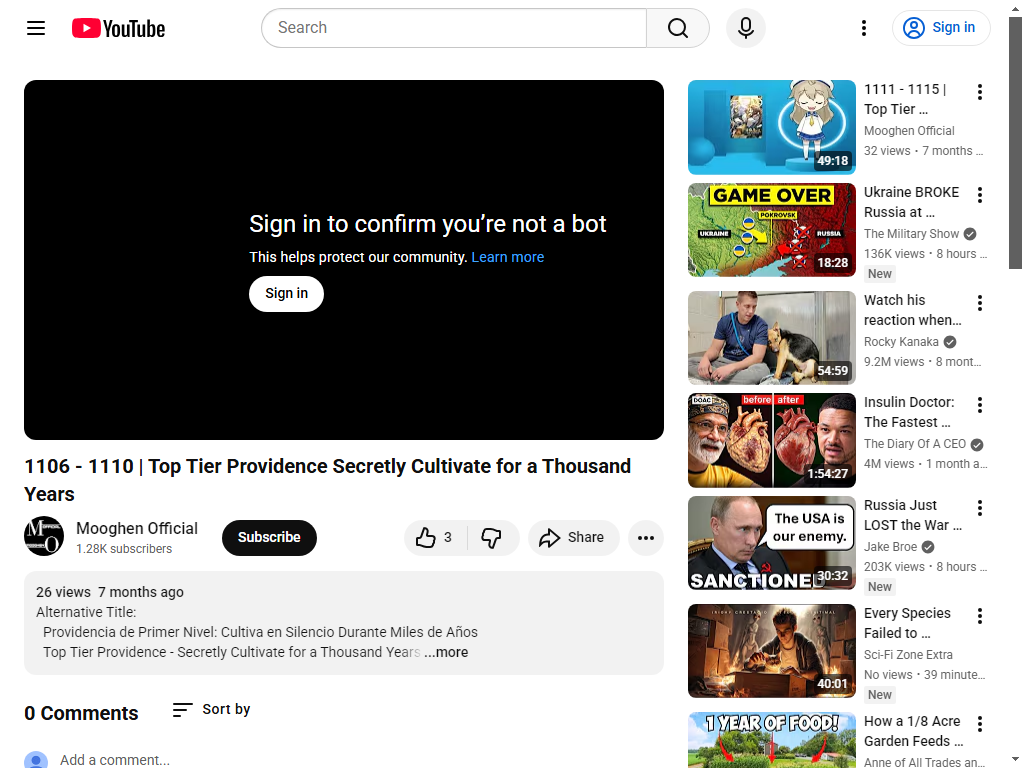 YouTube
Search
Sign in
Sign in to confirm you’re not a bot
This helps protect our community. Learn more
Sign in
1106 - 1110 | Top Tier Providence Secretly Cultivate for a Thousand
Years
Mooghen Official
1.28K subscribers
Subscribe
3
Share
26 views 7 months ago
Alternative Title:
Providencia de Primer Nivel: Cultiva en Silencio Durante Miles de Años
Top Tier Providence - Secretly Cultivate for a Thousand Years ...more
0 Comments
Sort by
Add a comment...
49:18
1111 - 1115 |
Top Tier …
Mooghen Official
32 views • 7 months …
GAME OVER
POKROVSK
UKRAINE
RUSSIA
18:28
Ukraine BROKE
Russia at …
The Military Show
136K views • 8 hours …
New
54:59
Watch his
reaction when…
Rocky Kanaka
9.2M views • 8 mont…
DOAC
before after
1:54:27
Insulin Doctor:
The Fastest …
The Diary Of A CEO
4M views • 1 month a…
The USA is
our enemy.
SANCTIONED
30:32
Russia Just
LOST the War …
Jake Broe
203K views • 8 hours …
New
40:01
Every Species
Failed to …
Sci-Fi Zone Extra
No views • 39 minute…
New
1 YEAR OF FOOD!
How a 1/8 Acre
Garden Feeds …
Anne of All Trades an…